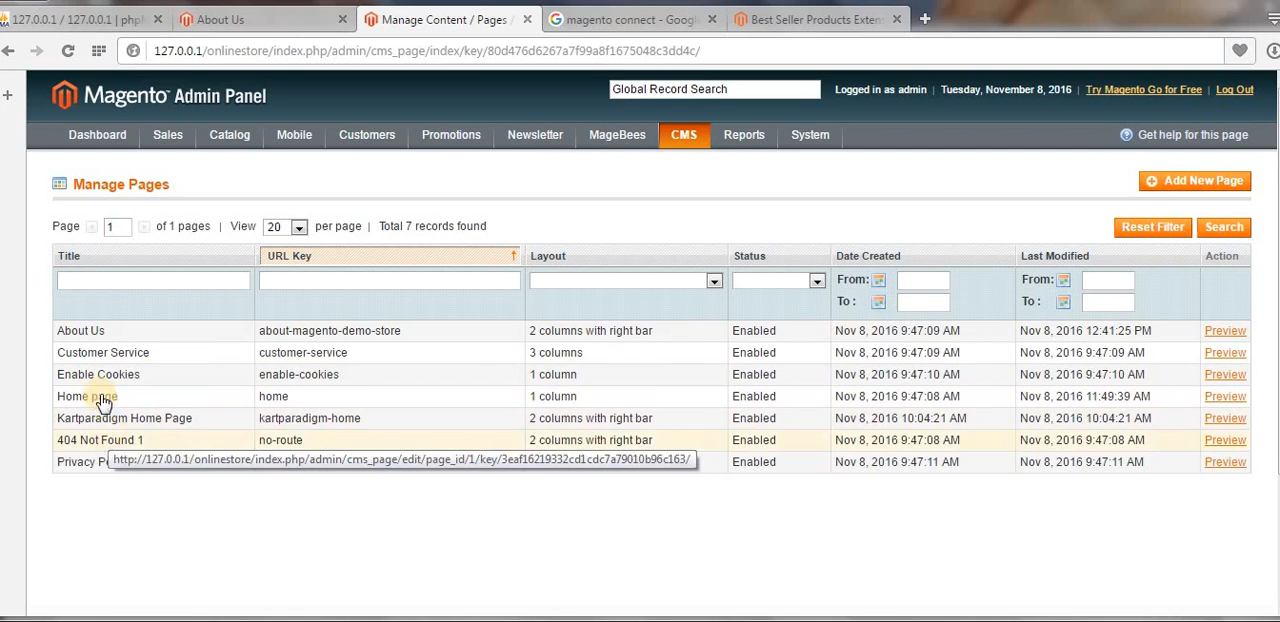 127.0.0.1 / 127.0.0.1 | php
About Us
Manage Content / Pages /
magento connect - Googl
Best Seller Products Exten
127.0.0.1/onlinestore/index.php/admin/cms_page/index/key/80d476d6267a7f99a8f1675048c3dd4c/
Magento Admin Panel
Global Record Search
Logged in as admin
Tuesday, November 8, 2016
Try Magento Go for Free
Log Out
Dashboard Sales Catalog Mobile Customers Promotions Newsletter MageBees CMS Reports System
Get help for this page
Manage Pages
Add New Page
Page 1 of 1 pages | View 20 per page | Total 7 records found
Reset Filter Search
Title URL Key Layout Status Date Created Last Modified Action
From: From:
To : To :
About Us about-magento-demo-store 2 columns with right bar Enabled Nov 8, 2016 9:47:09 AM Nov 8, 2016 12:41:25 PM Preview
Customer Service customer-service 3 columns Enabled Nov 8, 2016 9:47:09 AM Nov 8, 2016 9:47:09 AM Preview
Enable Cookies enable-cookies 1 column Enabled Nov 8, 2016 9:47:10 AM Nov 8, 2016 9:47:10 AM Preview
Home page home 1 column Enabled Nov 8, 2016 9:47:09 AM Nov 8, 2016 11:49:39 AM Preview
Kartparadigm Home Page kartparadigm-home 2 columns with right bar Enabled Nov 8, 2016 10:04:21 AM Nov 8, 2016 10:04:21 AM Preview
404 Not Found 1 no-route 2 columns with right bar Enabled Nov 8, 2016 9:47:08 AM Nov 8, 2016 9:47:08 AM Preview
Privacy Enabled Nov 8, 2016 9:47:11 AM Nov 8, 2016 9:47:11 AM Preview
http://127.0.0.1/onlinestore/index.php/admin/cms_page/edit/page_id/1/key/3eaf16219332cd1cdc7a79010b96c163/